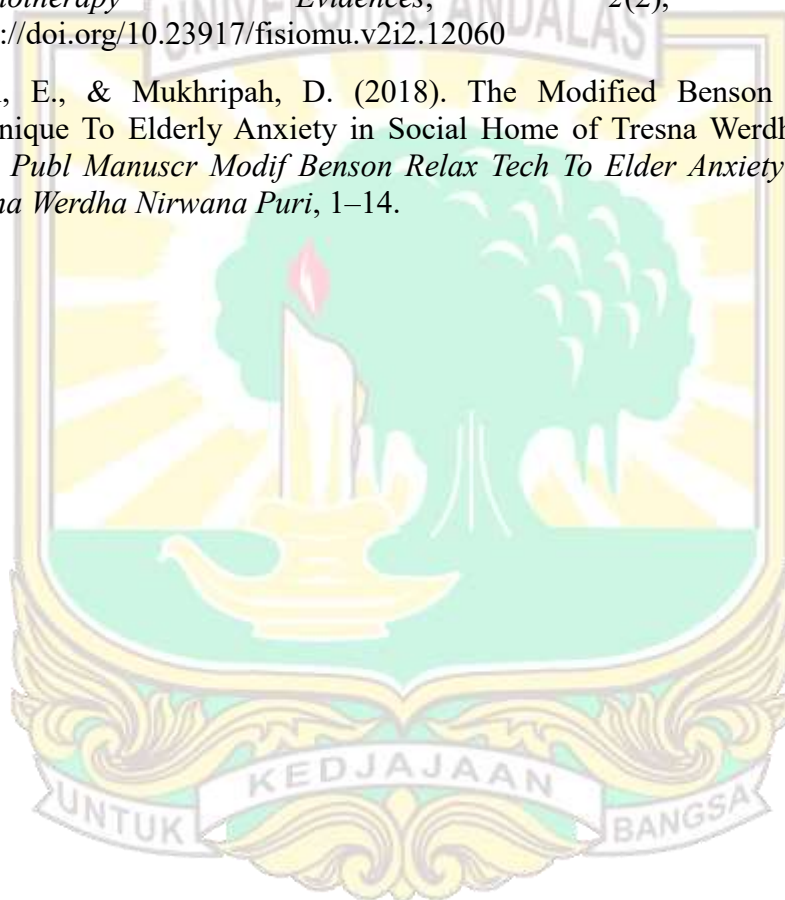 Evidences, 2(2),
UNIVERSITAS ANDALAS
://doi.org/10.23917/fisiomu.v2i2.12060
E., & Mukhripah, D. (2018). The Modified Benson
nique To Elderly Anxiety in Social Home of Tresna Werdh
Publ Manuscr Modif Benson Relax Tech To Elder Anxiety
na Werdha Nirwana Puri, 1–14.
KEDJAJAAN
UNTUK BANGSA